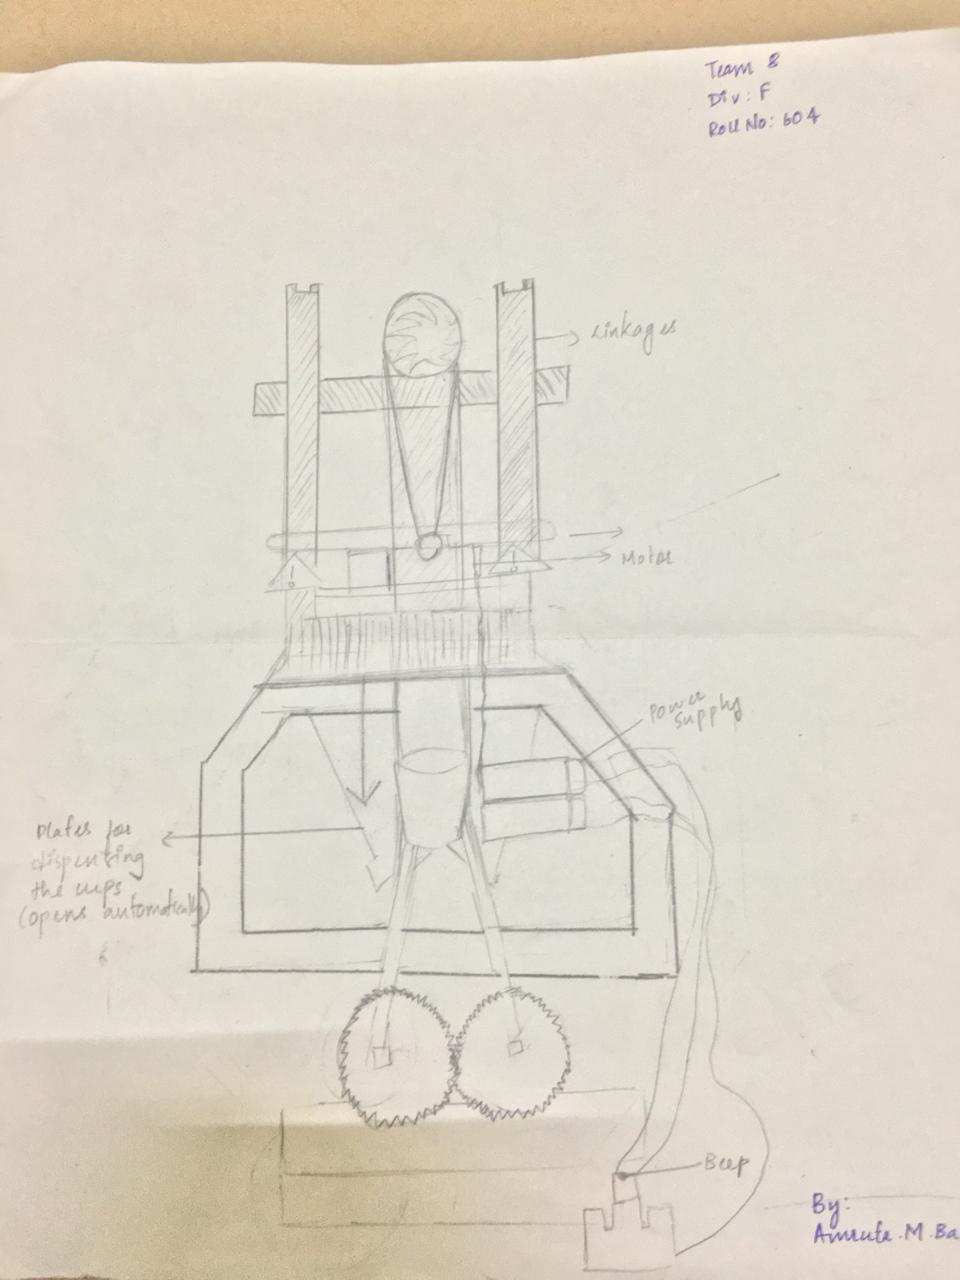 Team 8
Div: F
Roll No: 604
Linkages
Motor
Power
Supply
Plates for
dispensing
the cups
(opens automatically)
Beep
By:
Amruta.M.Ba